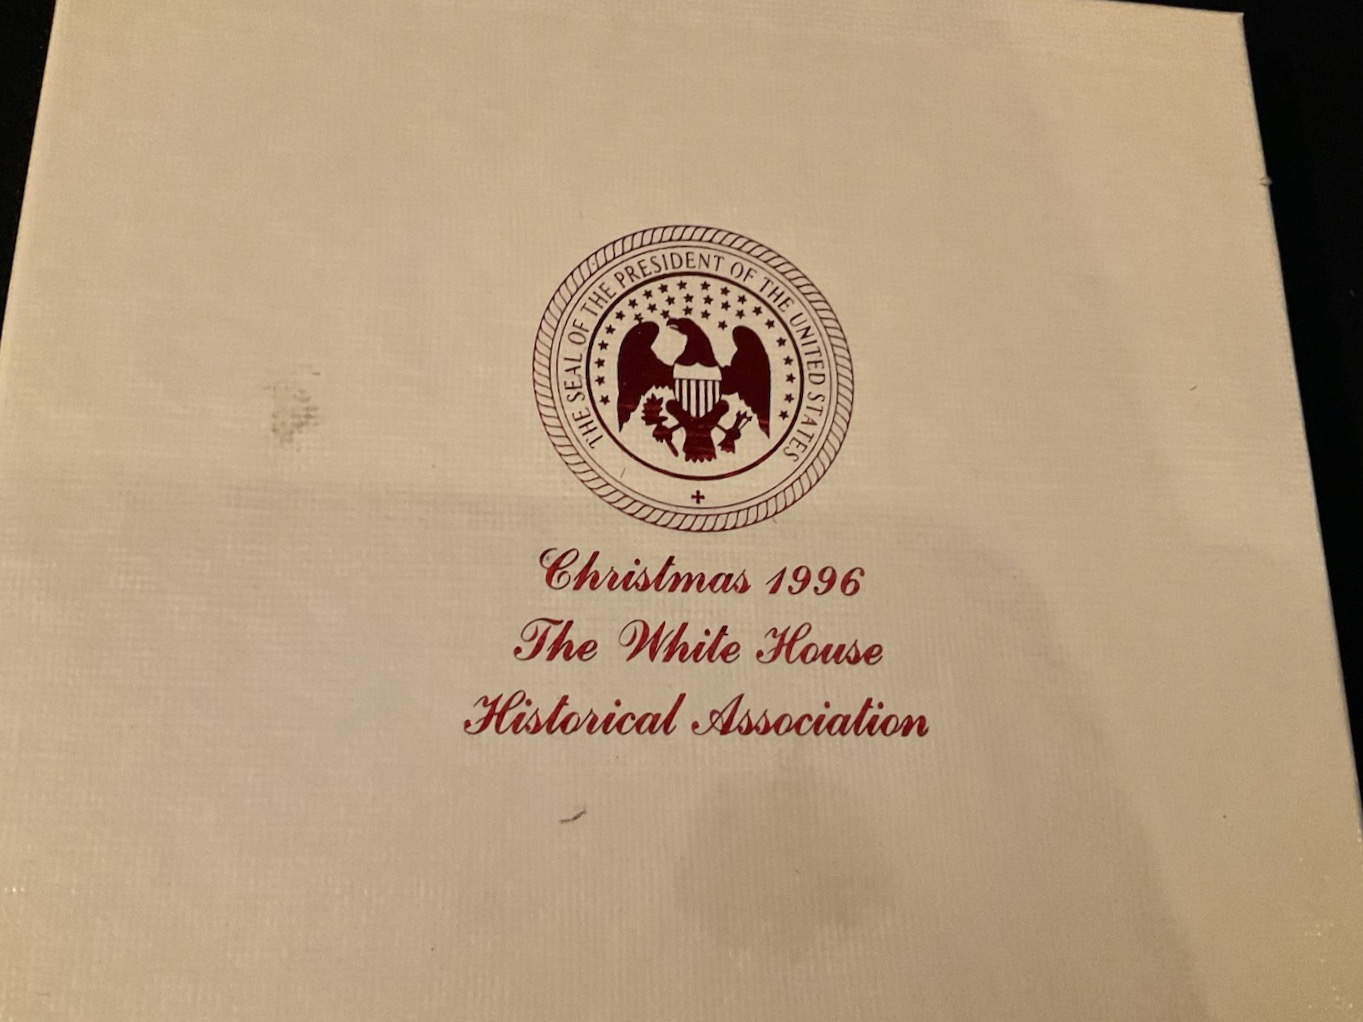 THE SEAL OF THE PRESIDENT OF THE UNITED STATES
Christmas 1996
The White House
Historical Association